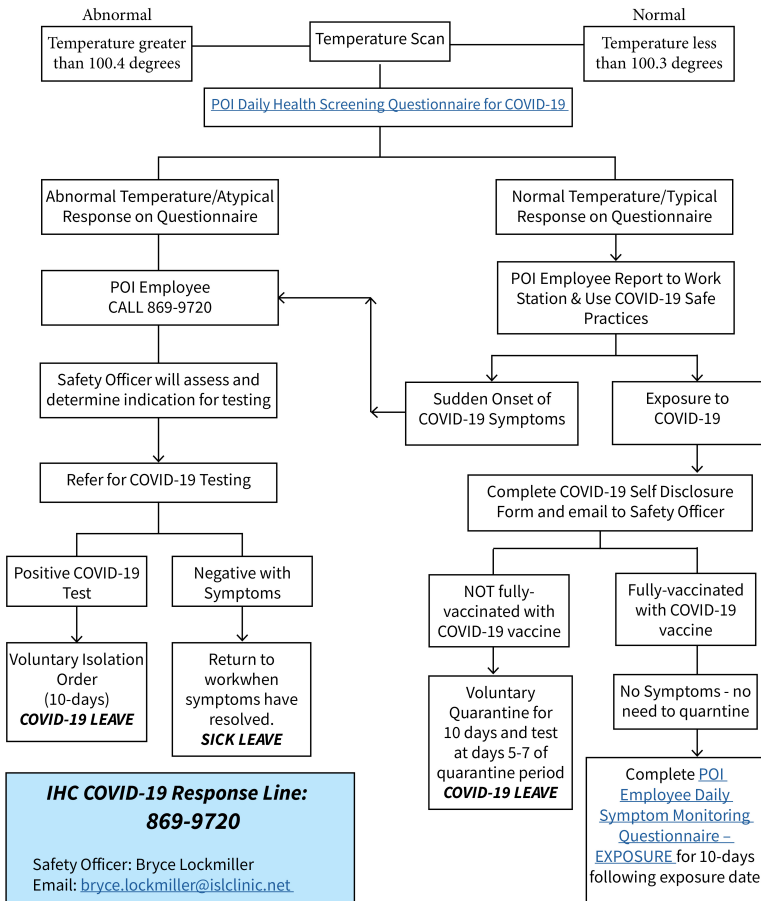 Abnormal
Temperature greater
than 100.4 degrees
Temperature Scan
Normal
Temperature less
than 100.3 degrees
POI Daily Health Screening Questionnaire for COVID-19
Abnormal Temperature/Atypical
Response on Questionnaire
Normal Temperature/Typical
Response on Questionnaire
POI Employee
CALL 869-9720
POI Employee Report to Work
Station & Use COVID-19 Safe
Practices
Safety Officer will assess and
determine indication for testing
Sudden Onset of
COVID-19 Symptoms
Exposure to
COVID-19
Refer for COVID-19 Testing
Complete COVID-19 Self Disclosure
Form and email to Safety Officer
Positive COVID-19
Test
Negative with
Symptoms
NOT fully-
vaccinated with
COVID-19 vaccine
Fully-vaccinated
with COVID-19
vaccine
Voluntary Isolation
Order
(10-days)
COVID-19 LEAVE
Return to
workwhen
symptoms have
resolved.
SICK LEAVE
Voluntary
Quarantine for
10 days and test
at days 5-7 of
quarantine period
COVID-19 LEAVE
No Symptoms - no
need to quarntine
Complete POI
Employee Daily
Symptom Monitoring
Questionnaire –
EXPOSURE for 10-days
following exposure date
IHC COVID-19 Response Line:
869-9720
Safety Officer: Bryce Lockmiller
Email: bryce.lockmiller@islclinic.net